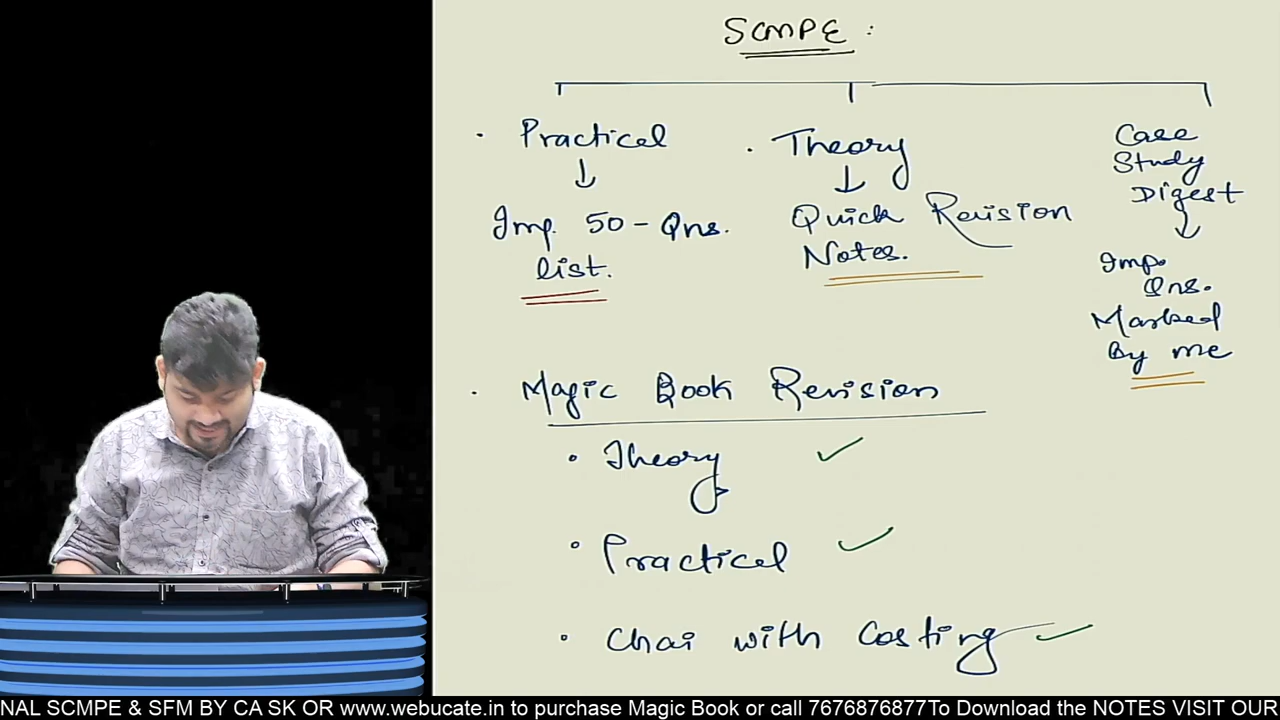 SCMPE :
· Practical
↓
Imp. 50 - Qns.
list.
· Theory
↓
Quick Revision
Notes.
Case
Study
Digest
↓
Imp.
Qns.
Marked
By me
· Magic Book Revision
· Theory ✓
· Practical ✓
· Chai with Costing ✓
NAL SCMPE & SFM BY CA SK OR www.webucate.in to purchase Magic Book or call 7676876877To Download the NOTES VISIT OUR